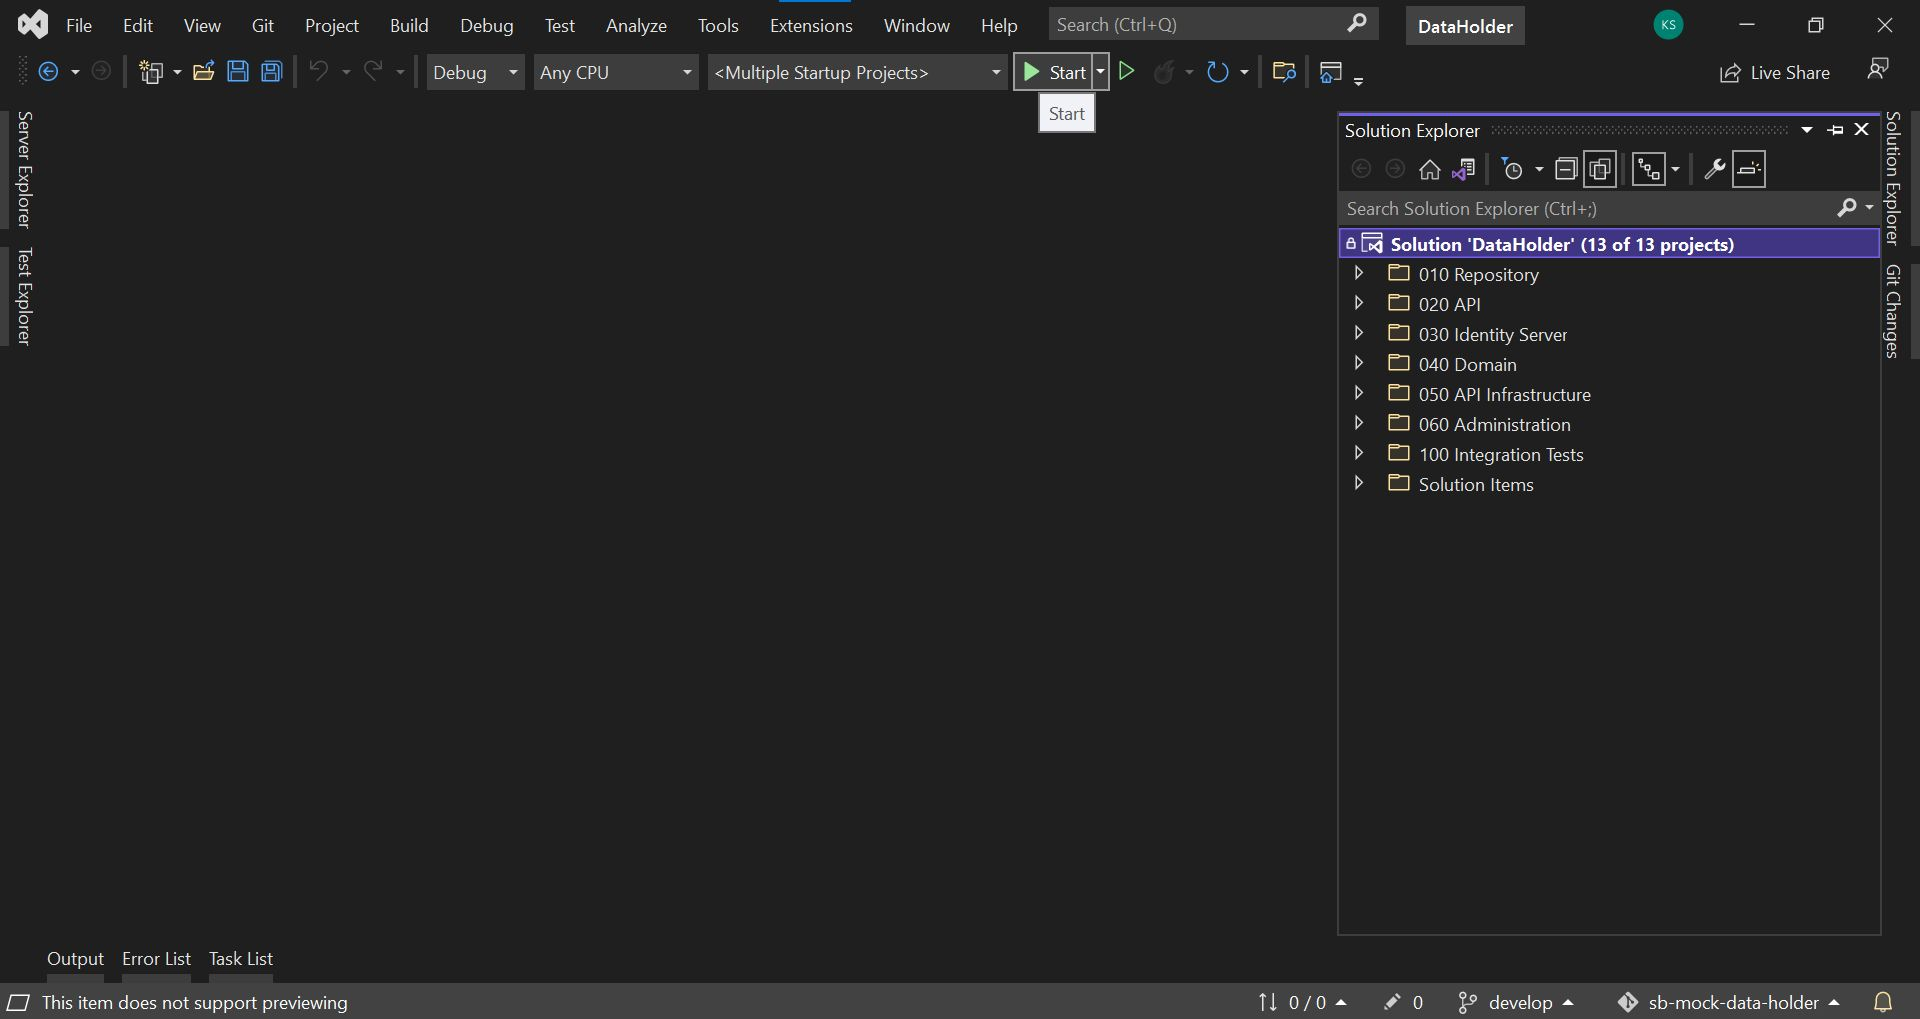 File Edit View Git Project Build Debug Test Analyze Tools Extensions Window Help Search (Ctrl+Q) DataHolder KS
Debug Any CPU <Multiple Startup Projects> Start Live Share
Start
Server Explorer
Test Explorer
Solution Explorer
Search Solution Explorer (Ctrl+;)
Solution 'DataHolder' (13 of 13 projects)
010 Repository
020 API
030 Identity Server
040 Domain
050 API Infrastructure
060 Administration
100 Integration Tests
Solution Items
Solution Explorer
Git Changes
Output Error List Task List
This item does not support previewing 0 / 0 0 develop sb-mock-data-holder